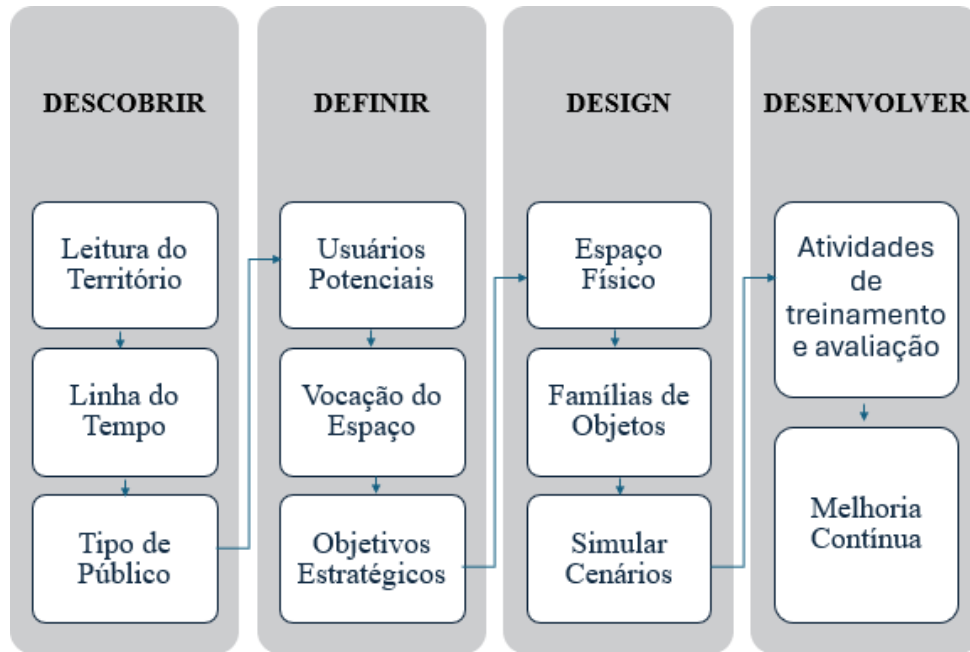 DESCOBRIR
Leitura do
Território
Linha do
Tempo
Tipo de
Público
DEFINIR
Usuários
Potenciais
Vocação do
Espaço
Objetivos
Estratégicos
DESIGN
Espaço
Físico
Famílias de
Objetos
Simular
Cenários
DESENVOLVER
Atividades
de
treinamento
e avaliação
Melhoria
Contínua